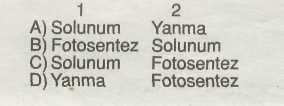 1 2
A) Solunum Yanma
B) Fotosentez Solunum
C) Solunum Fotosentez
D) Yanma Fotosentez